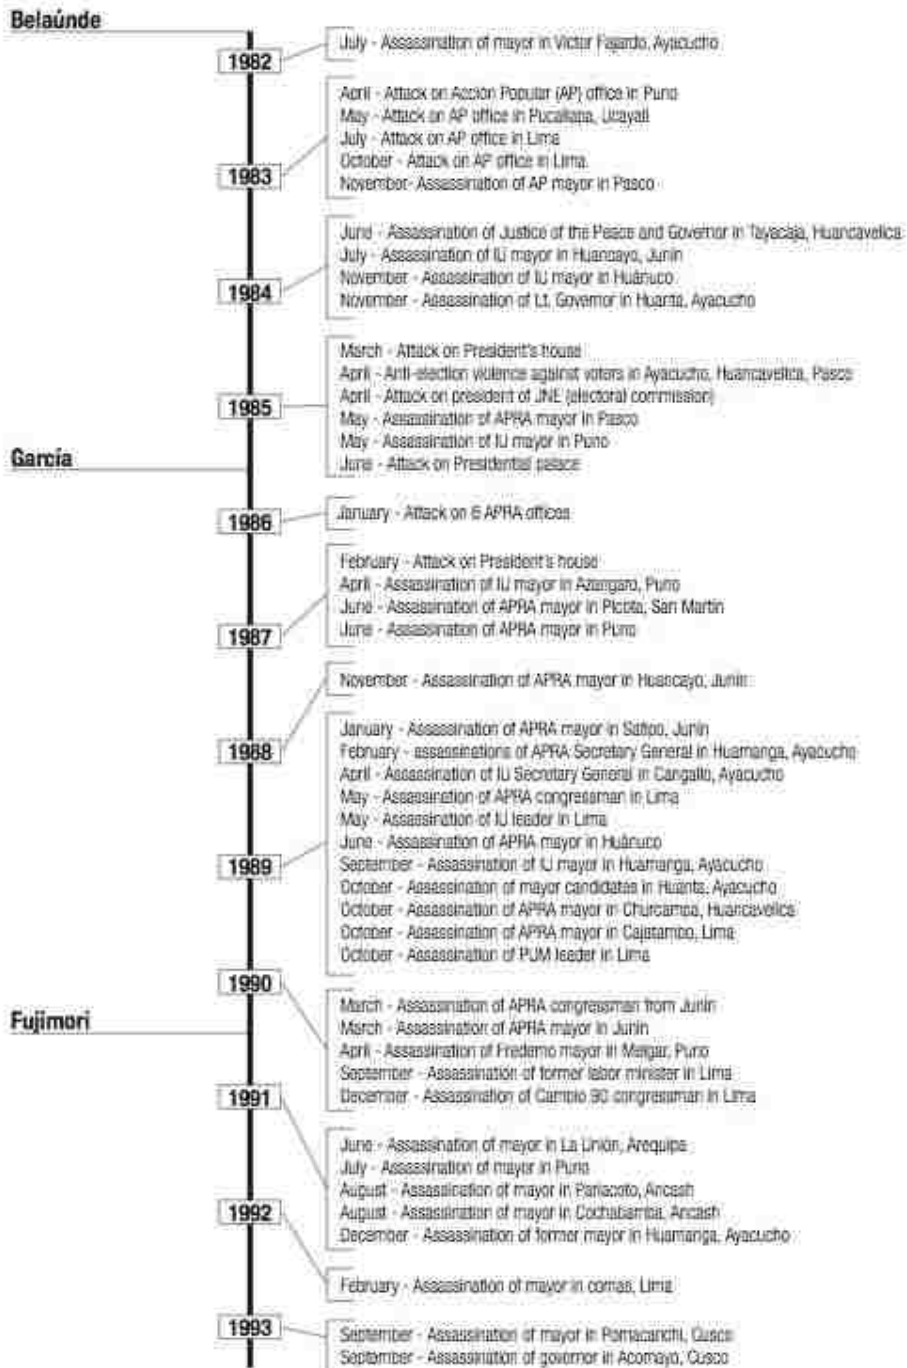 Belaúnde
1982
July - Assassination of mayor in Victor Fajardo, Ayacucho
1983
April - Attack on Acción Popular (AP) office in Puno
May - Attack on AP office in Pucallapa, Ucayali
July - Attack on AP office in Lima
October - Attack on AP office in Lima
November- Assassination of AP mayor in Pasco
1984
June - Assassination of Justice of the Peace and Governor in Tayacaja, Huancavelica
July - Assassination of IU mayor in Huancayo, Junín
November - Assassination of IU mayor in Huánuco
November - Assassination of Lt. Governor in Huanta, Ayacucho
1985
March - Attack on President's house
April - Anti-election violence against voters in Ayacucho, Huancavelica, Pasco
April - Attack on president of JNE (electoral commission)
May - Assassination of APRA mayor in Pasco
May - Assassination of IU mayor in Puno
June - Attack on Presidential palace
García
1986
January - Attack on 6 APRA offices
1987
February - Attack on President's house
April - Assassination of IU mayor in Azangaro, Puno
June - Assassination of APRA mayor in Picota, San Martín
June - Assassination of APRA mayor in Puno
1988
November - Assassination of APRA mayor in Huancayo, Junín
1989
January - Assassination of APRA mayor in Satipo, Junín
February - assassinations of APRA Secretary General in Huamanga, Ayacucho
April - Assassination of IU Secretary General in Cangallo, Ayacucho
May - Assassination of APRA congressman in Lima
May - Assassination of IU leader in Lima
June - Assassination of APRA mayor in Huánuco
September - Assassination of IU mayor in Huamanga, Ayacucho
October - Assassination of mayor candidates in Huanta, Ayacucho
October - Assassination of APRA mayor in Churcampa, Huancavelica
October - Assassination of APRA mayor in Cajatambo, Lima
October - Assassination of PUM leader in Lima
1990
March - Assassination of APRA congressman from Junín
March - Assassination of APRA mayor in Junín
April - Assassination of Fredemo mayor in Melgar, Puno
September - Assassination of former labor minister in Lima
December - Assassination of Cambio 90 congressman in Lima
Fujimori
1991
June - Assassination of mayor in La Unión, Arequipa
July - Assassination of mayor in Puno
August - Assassination of mayor in Pariacoto, Ancash
August - Assassination of mayor in Cochabamba, Ancash
December - Assassination of former mayor in Huamanga, Ayacucho
1992
February - Assassination of mayor in comas, Lima
1993
September - Assassination of mayor in Pomacanchi, Cusco
September - Assassination of governor in Acomayo, Cusco